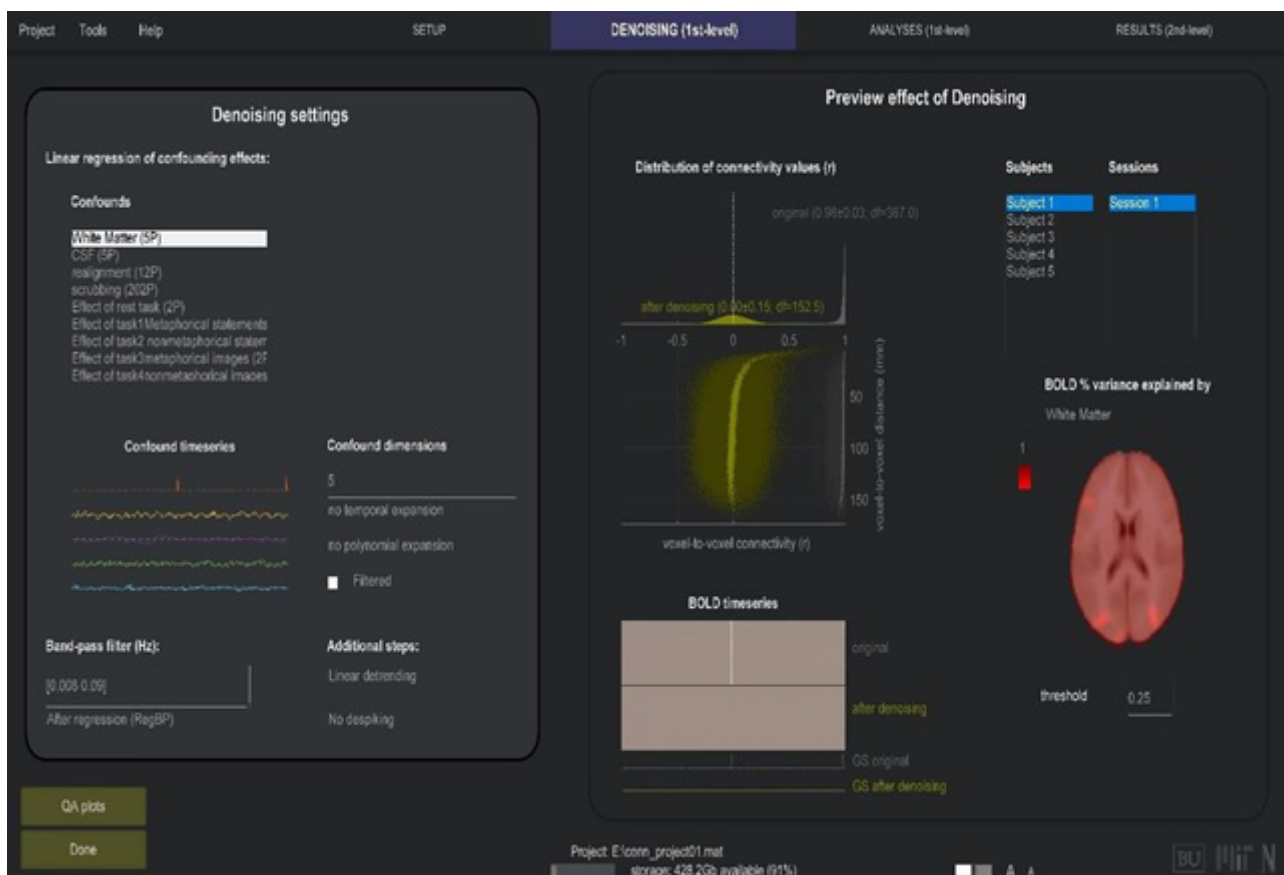 Project Tools Help SETUP DENOISING (1st-level) ANALYSES (1st-level) RESULTS (2nd-level)
Denoising settings
Linear regression of confounding effects:
Confounds
White Matter (5P)
CSF (5P)
realignment (12P)
scrubbing (202P)
Effect of rest task (2P)
Effect of task1Metaphorical statements
Effect of task2 nonmetaphorical statem
Effect of task3metaphorical images (2F
Effect of task4nonmetaohorical Images
Confound timeseries
Confound dimensions
5
no temporal expansion
no polynomial expansion
Filtered
Band-pass filter (Hz):
[0.008 0.09]
After regression (RegBP)
Additional steps:
Linear detrending
No despiking
QA plots
Done
Preview effect of Denoising
Distribution of connectivity values (r)
original (0.96±0.03; df=367.0)
after denoising (0.00±0.15; df=152.5)
-1 -0.5 0 0.5 1
50
100
150
voxel-to-voxel distance (mm)
voxel-to-voxel connectivity (r)
Subjects
Subject 1
Subject 2
Subject 3
Subject 4
Subject 5
Sessions
Session 1
BOLD % variance explained by
White Matter
1
threshold 0.25
BOLD timeseries
original
after denoising
GS original
GS after denoising
Project: E:\conn_project01.mat
storage: 428.2Gb available (91%)
A A
BU MIT N